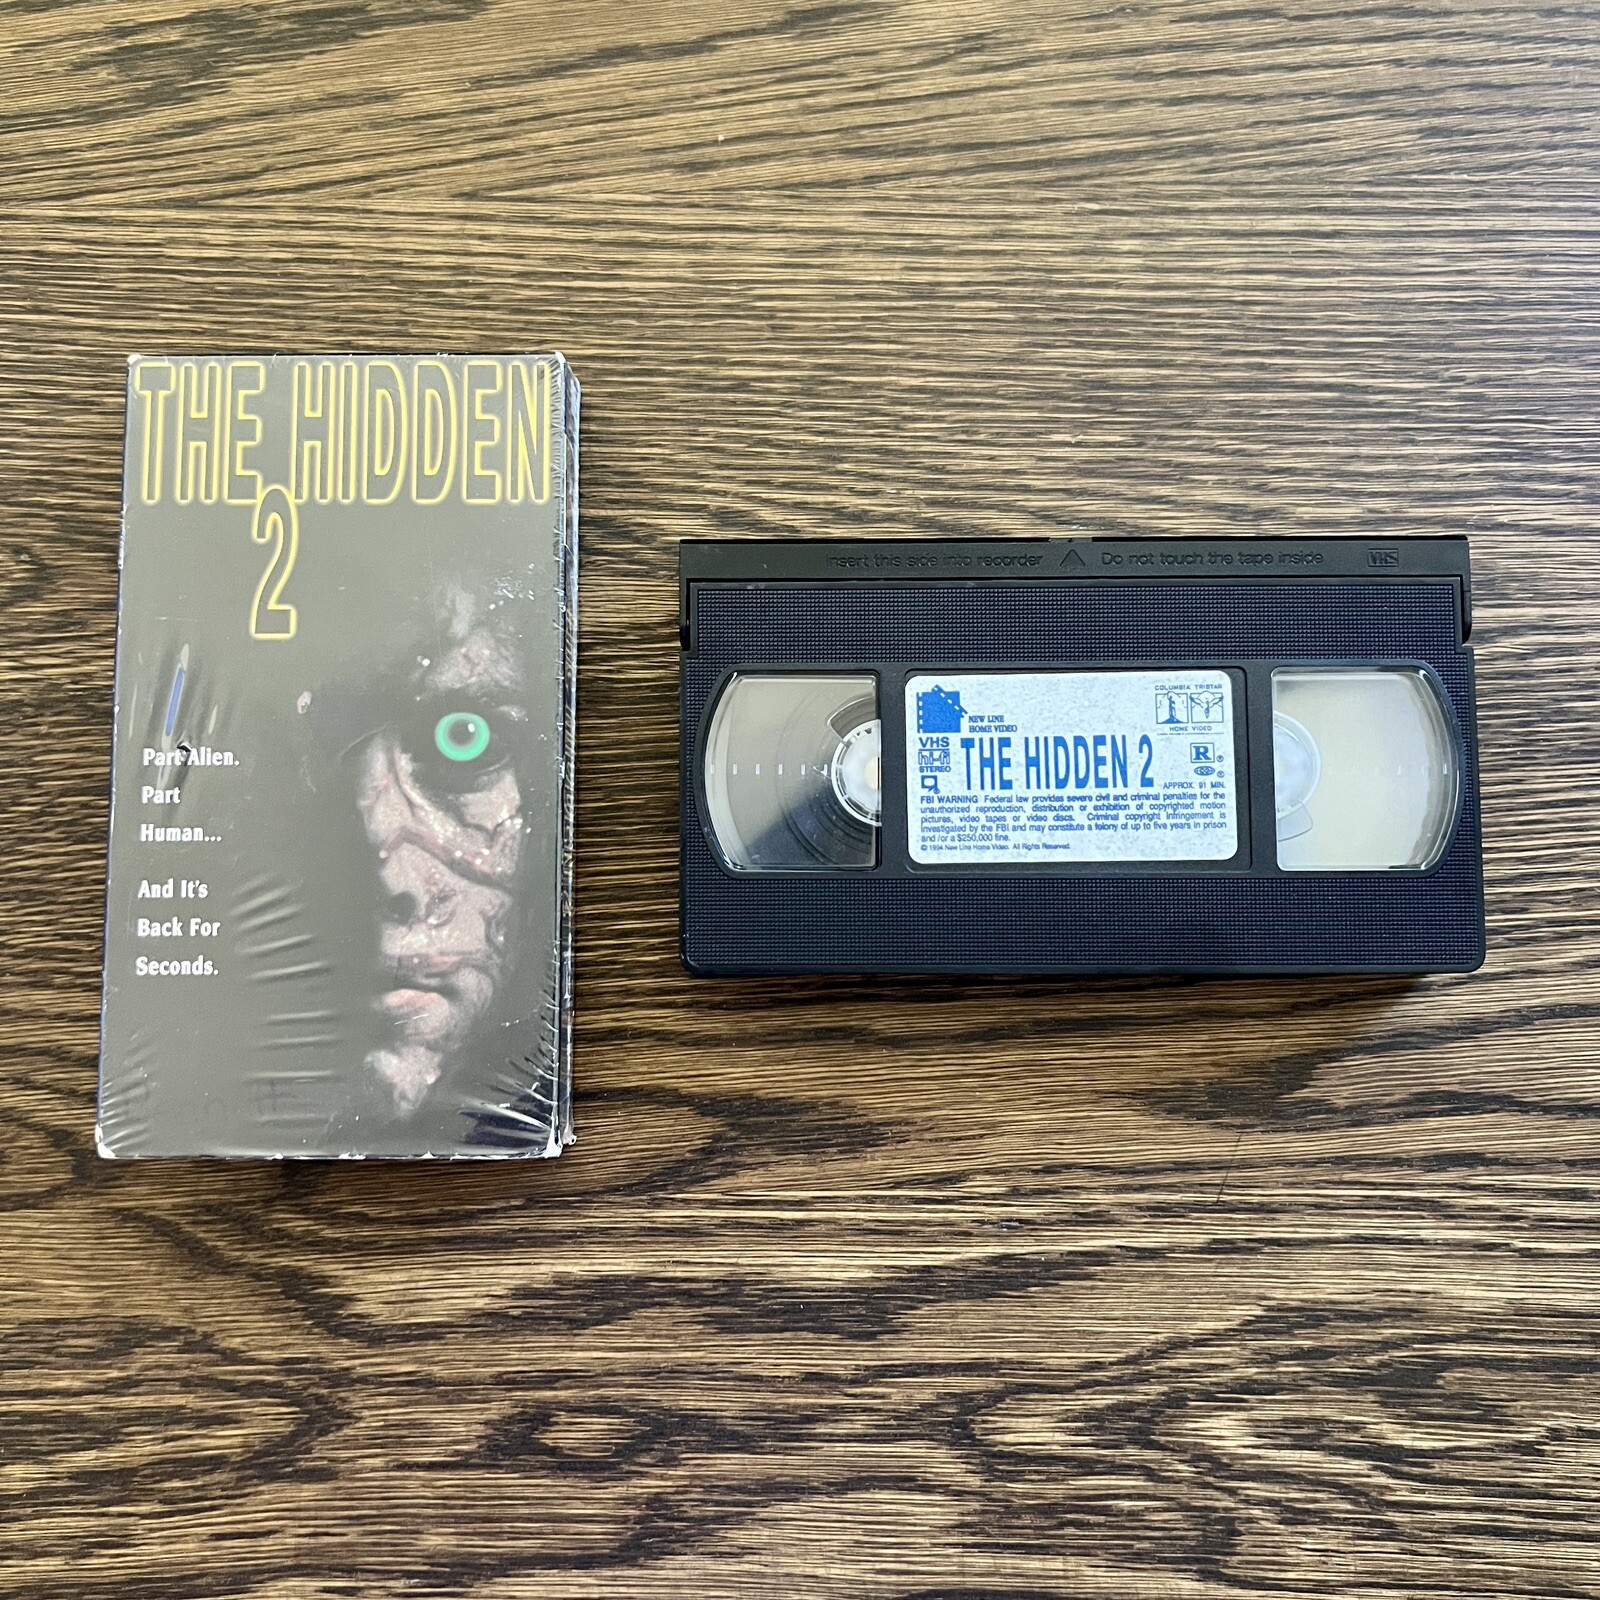 THE HIDDEN
2
Part Alien.
Part
Human...
And It's
Back For
Seconds.
Insert this side into recorder Do not touch the tape inside VHS
NEW LINE
HOME VIDEO
COLUMBIA TRISTAR
HOME VIDEO
VHS
hi-fi
STEREO
THE HIDDEN 2
R
APPROX. 91 MIN.
FBI WARNING Federal law provides severe civil and criminal penalties for the
unauthorized reproduction, distribution or exhibition of copyrighted motion
pictures, video tapes or video discs. Criminal copyright infringement is
investigated by the FBI and may constitute a felony of up to five years in prison
and/or a $250,000 fine.
© 1994 New Line Home Video. All Rights Reserved.